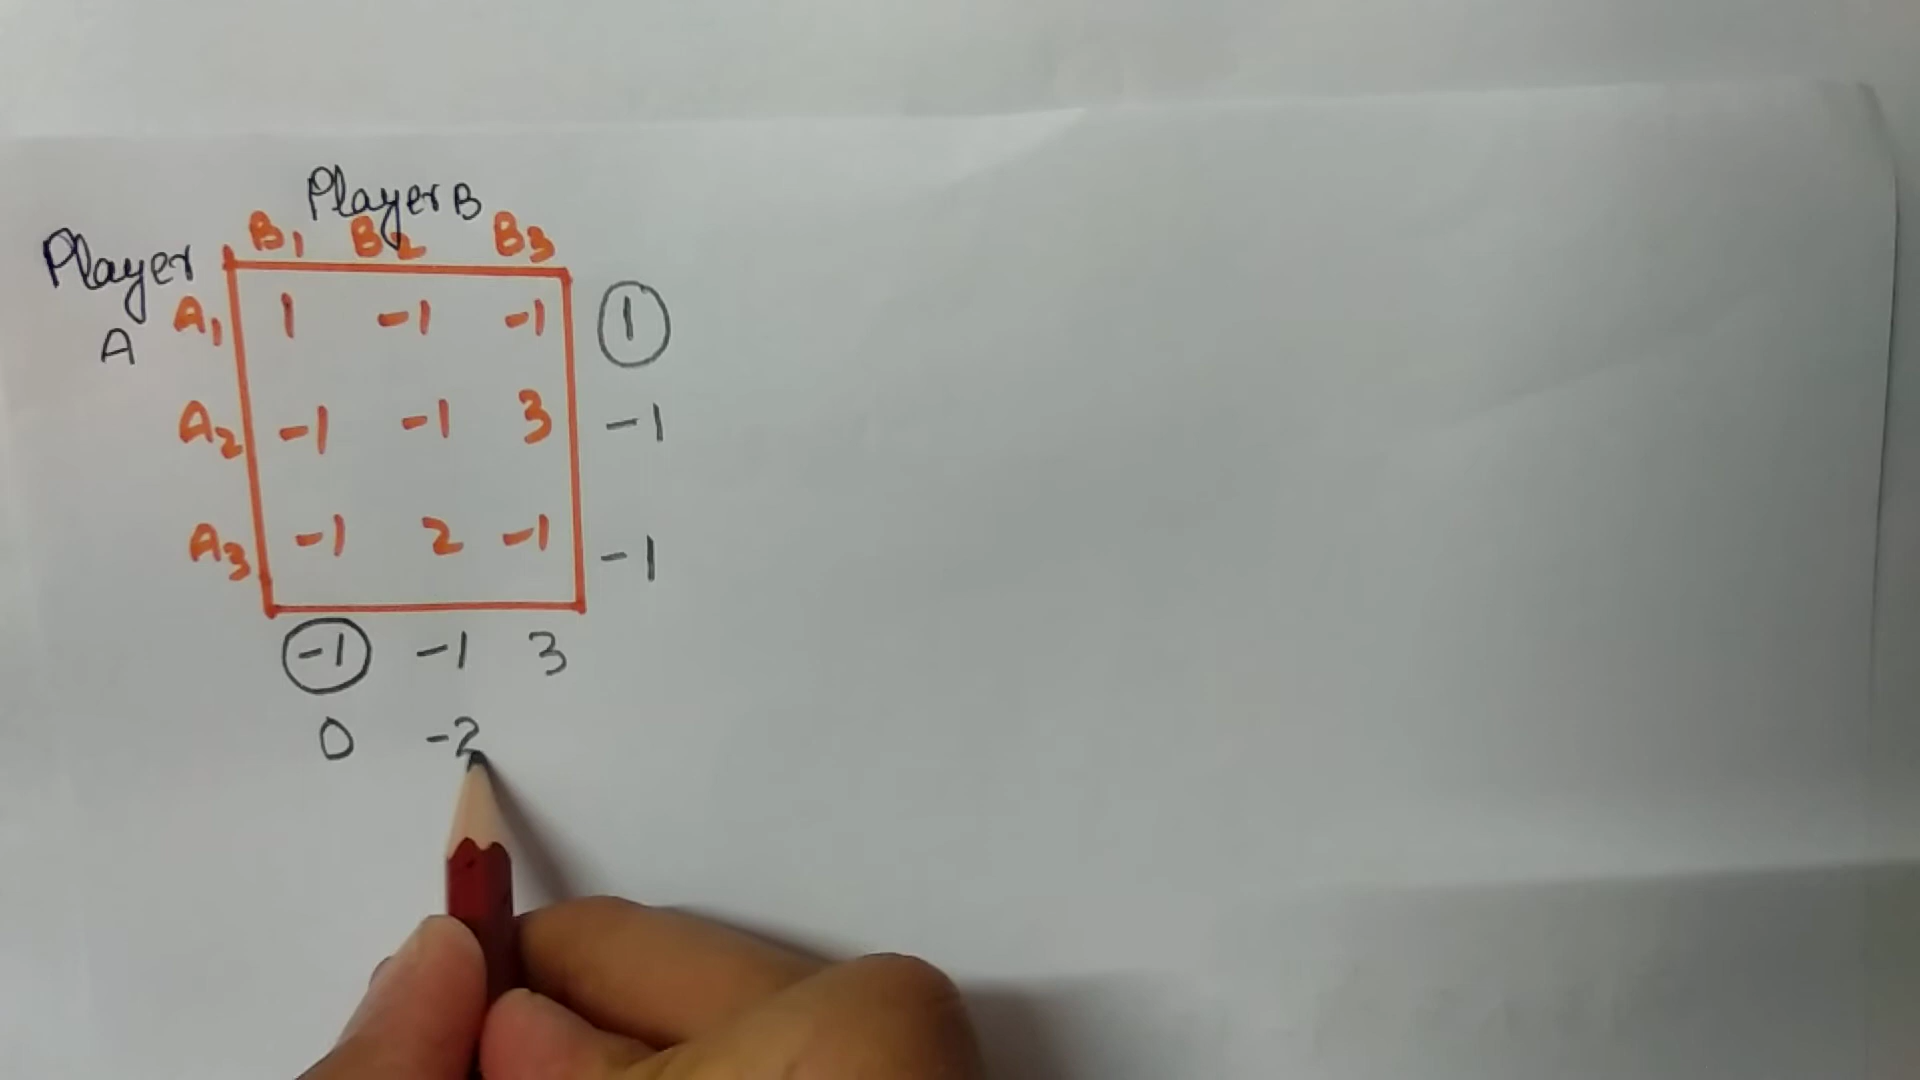 Player B
B1 B2 B3
Player A
A1 1 -1 -1 1
A2 -1 -1 3 -1
A3 -1 2 -1 -1
-1 -1 3
0 -2